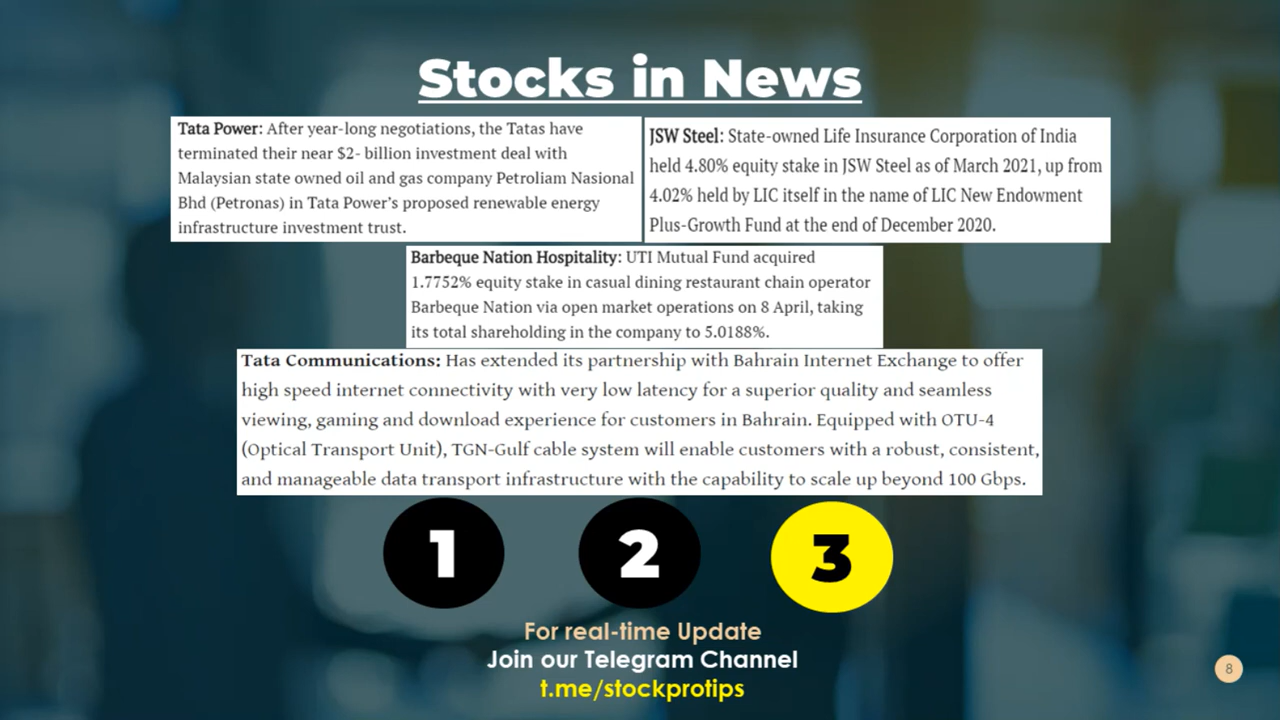 Stocks in News
Tata Power: After year-long negotiations, the Tatas have
terminated their near $2- billion investment deal with
Malaysian state owned oil and gas company Petroliam Nasional
Bhd (Petronas) in Tata Power's proposed renewable energy
infrastructure investment trust.
JSW Steel: State-owned Life Insurance Corporation of India
held 4.80% equity stake in JSW Steel as of March 2021, up from
4.02% held by LIC itself in the name of LIC New Endowment
Plus-Growth Fund at the end of December 2020.
Barbeque Nation Hospitality: UTI Mutual Fund acquired
1.7752% equity stake in casual dining restaurant chain operator
Barbeque Nation via open market operations on 8 April, taking
its total shareholding in the company to 5.0188%.
Tata Communications: Has extended its partnership with Bahrain Internet Exchange to offer
high speed internet connectivity with very low latency for a superior quality and seamless
viewing, gaming and download experience for customers in Bahrain. Equipped with OTU-4
(Optical Transport Unit), TGN-Gulf cable system will enable customers with a robust, consistent,
and manageable data transport infrastructure with the capability to scale up beyond 100 Gbps.
1 2 3
For real-time Update
Join our Telegram Channel
t.me/stockprotips
8